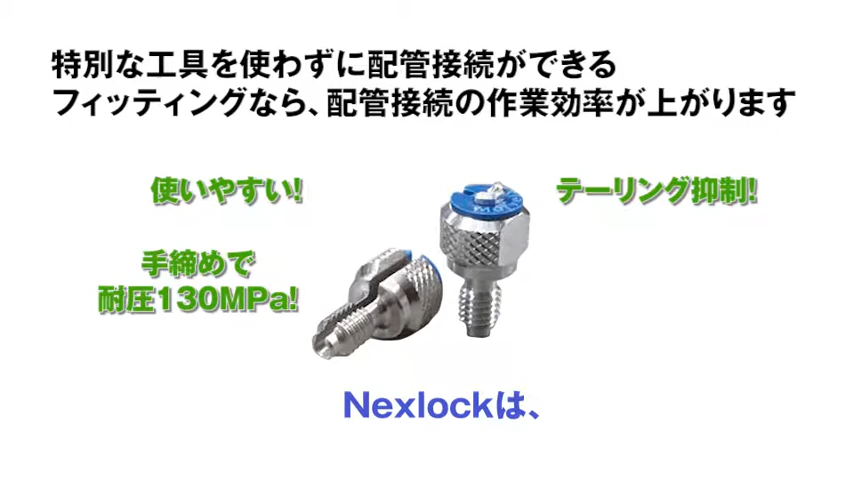 特別な工具を使わずに配管接続ができる
フィッティングなら、配管接続の作業効率が上がります
使いやすい!
テーリング抑制!
手締めで
耐圧130MPa!
Nexlockは、